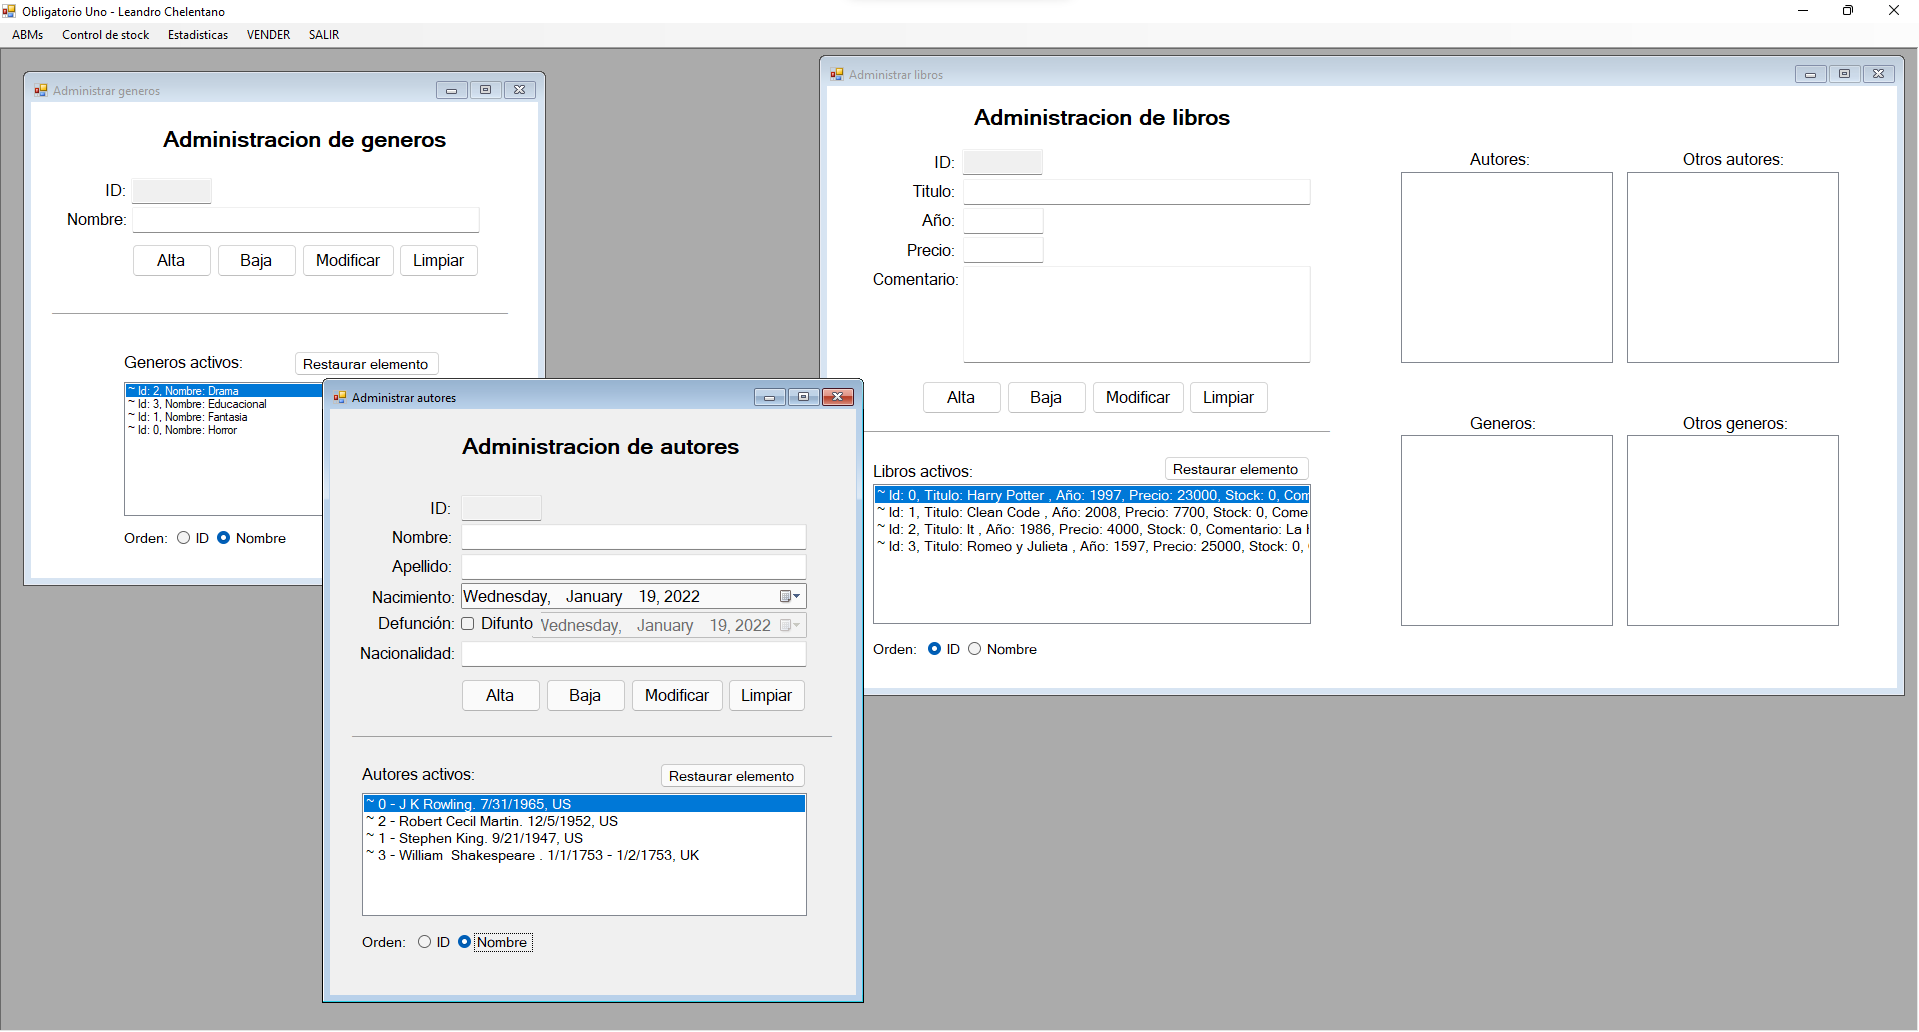 Obligatorio Uno - Leandro Chelentano
ABMs Control de stock Estadisticas VENDER SALIR
Administrar generos
Administracion de generos
ID:
Nombre:
Alta Baja Modificar Limpiar
Generos activos: Restaurar elemento
~ Id: 2, Nombre: Drama
~ Id: 3, Nombre: Educacional
~ Id: 1, Nombre: Fantasia
~ Id: 0, Nombre: Horror
Orden: ID Nombre
Administrar autores
Administracion de autores
ID:
Nombre:
Apellido:
Nacimiento: Wednesday, January 19, 2022
Defunción: Difunto Wednesday, January 19, 2022
Nacionalidad:
Alta Baja Modificar Limpiar
Autores activos: Restaurar elemento
~ 0 - J K Rowling. 7/31/1965, US
~ 2 - Robert Cecil Martin. 12/5/1952, US
~ 1 - Stephen King. 9/21/1947, US
~ 3 - William  Shakespeare . 1/1/1753 - 1/2/1753, UK
Orden: ID Nombre
Administrar libros
Administracion de libros
ID:
Titulo:
Año:
Precio:
Comentario:
Alta Baja Modificar Limpiar
Libros activos: Restaurar elemento
~ Id: 0, Titulo: Harry Potter , Año: 1997, Precio: 23000, Stock: 0, Com
~ Id: 1, Titulo: Clean Code , Año: 2008, Precio: 7700, Stock: 0, Come
~ Id: 2, Titulo: It , Año: 1986, Precio: 4000, Stock: 0, Comentario: La
~ Id: 3, Titulo: Romeo y Julieta , Año: 1597, Precio: 25000, Stock: 0,
Orden: ID Nombre
Autores: Otros autores:
Generos: Otros generos: